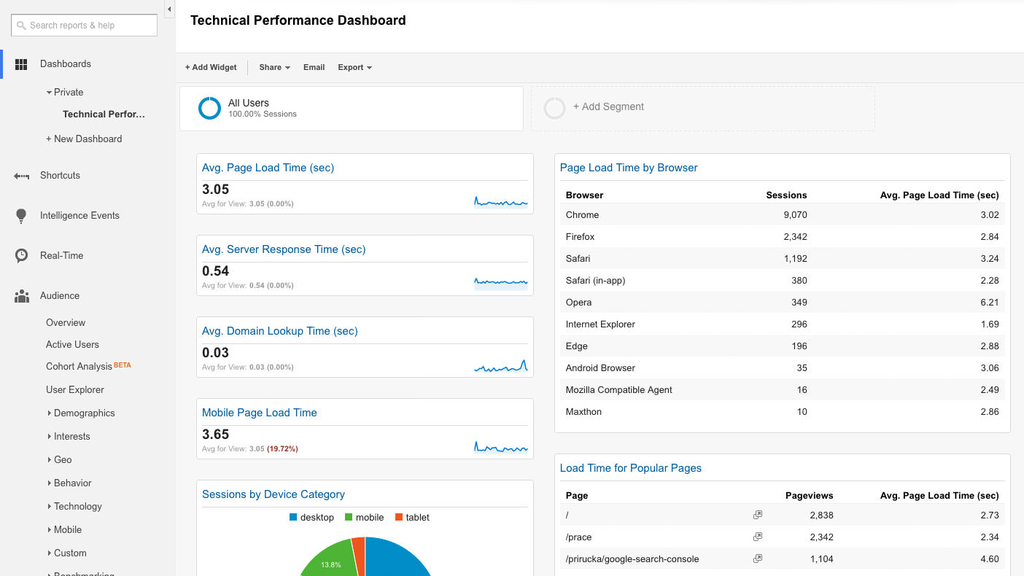 Search reports & help
Dashboards
Private
Technical Perfor...
+ New Dashboard
Shortcuts
Intelligence Events
Real-Time
Audience
Overview
Active Users
Cohort Analysis BETA
User Explorer
Demographics
Interests
Geo
Behavior
Technology
Mobile
Custom
Benchmarking
Technical Performance Dashboard
+ Add Widget Share Email Export
All Users
100.00% Sessions
+ Add Segment
Avg. Page Load Time (sec)
3.05
Avg for View: 3.05 (0.00%)
Avg. Server Response Time (sec)
0.54
Avg for View: 0.54 (0.00%)
Avg. Domain Lookup Time (sec)
0.03
Avg for View: 0.03 (0.00%)
Mobile Page Load Time
3.65
Avg for View: 3.05 (19.72%)
Sessions by Device Category
desktop mobile tablet
13.8%
Page Load Time by Browser
Browser Sessions Avg. Page Load Time (sec)
Chrome 9,070 3.02
Firefox 2,342 2.84
Safari 1,192 3.24
Safari (in-app) 380 2.28
Opera 349 6.21
Internet Explorer 296 1.69
Edge 196 2.88
Android Browser 35 3.06
Mozilla Compatible Agent 16 2.49
Maxthon 10 2.86
Load Time for Popular Pages
Page Pageviews Avg. Page Load Time (sec)
/ 2,838 2.73
/prace 2,342 2.34
/prirucka/google-search-console 1,104 4.60